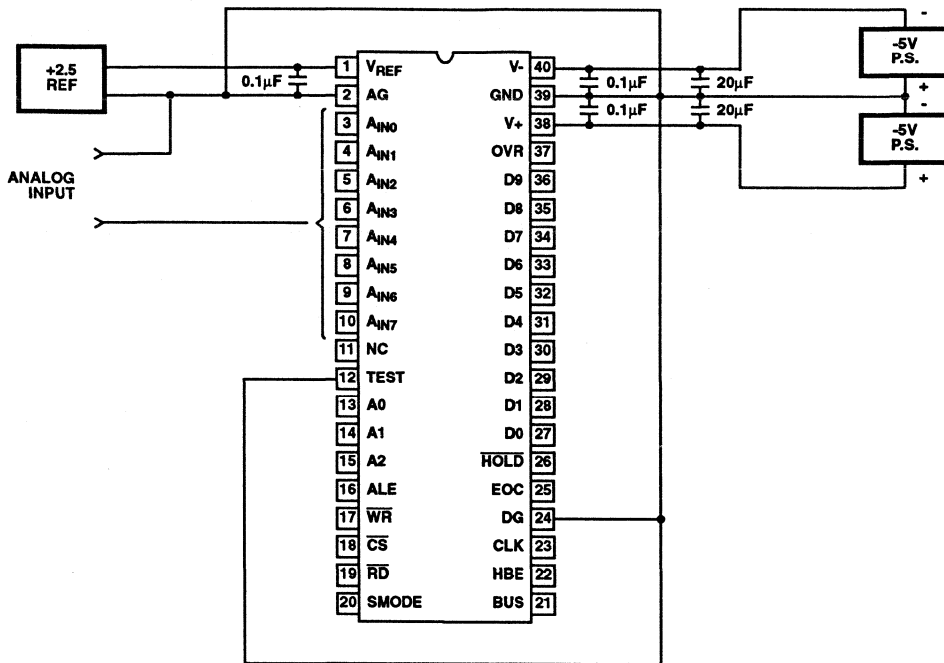 +2.5
REF
0.1µF
ANALOG
INPUT
1 VREF
2 AG
3 AIN0
4 AIN1
5 AIN2
6 AIN3
7 AIN4
8 AIN5
9 AIN6
10 AIN7
11 NC
12 TEST
13 A0
14 A1
15 A2
16 ALE
17 WR
18 CS
19 RD
20 SMODE
V- 40
GND 39
V+ 38
OVR 37
D9 36
D8 35
D7 34
D6 33
D5 32
D4 31
D3 30
D2 29
D1 28
D0 27
HOLD 26
EOC 25
DG 24
CLK 23
HBE 22
BUS 21
0.1µF
20µF
0.1µF
20µF
-
-5V
P.S.
+
-
-5V
P.S.
+